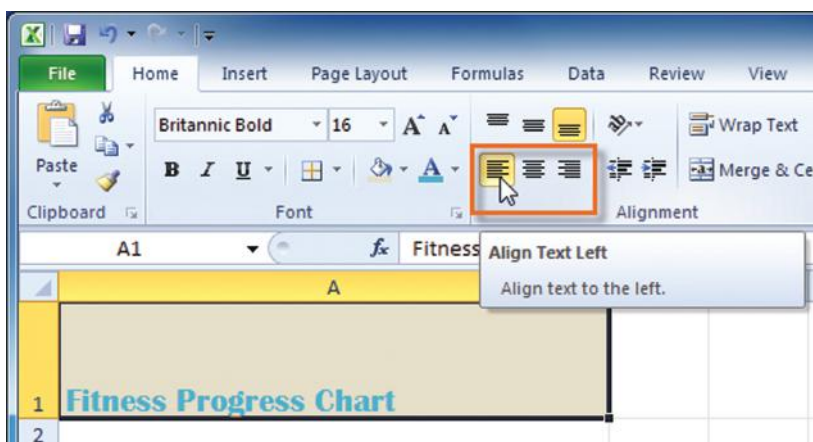 File Home Insert Page Layout Formulas Data Review View
Britannic Bold 16 A A Wrap Text
Paste B I U A Merge & Ce
Clipboard Font Alignment
A1 fx Fitness
Align Text Left
Align text to the left.
A
1 Fitness Progress Chart
2